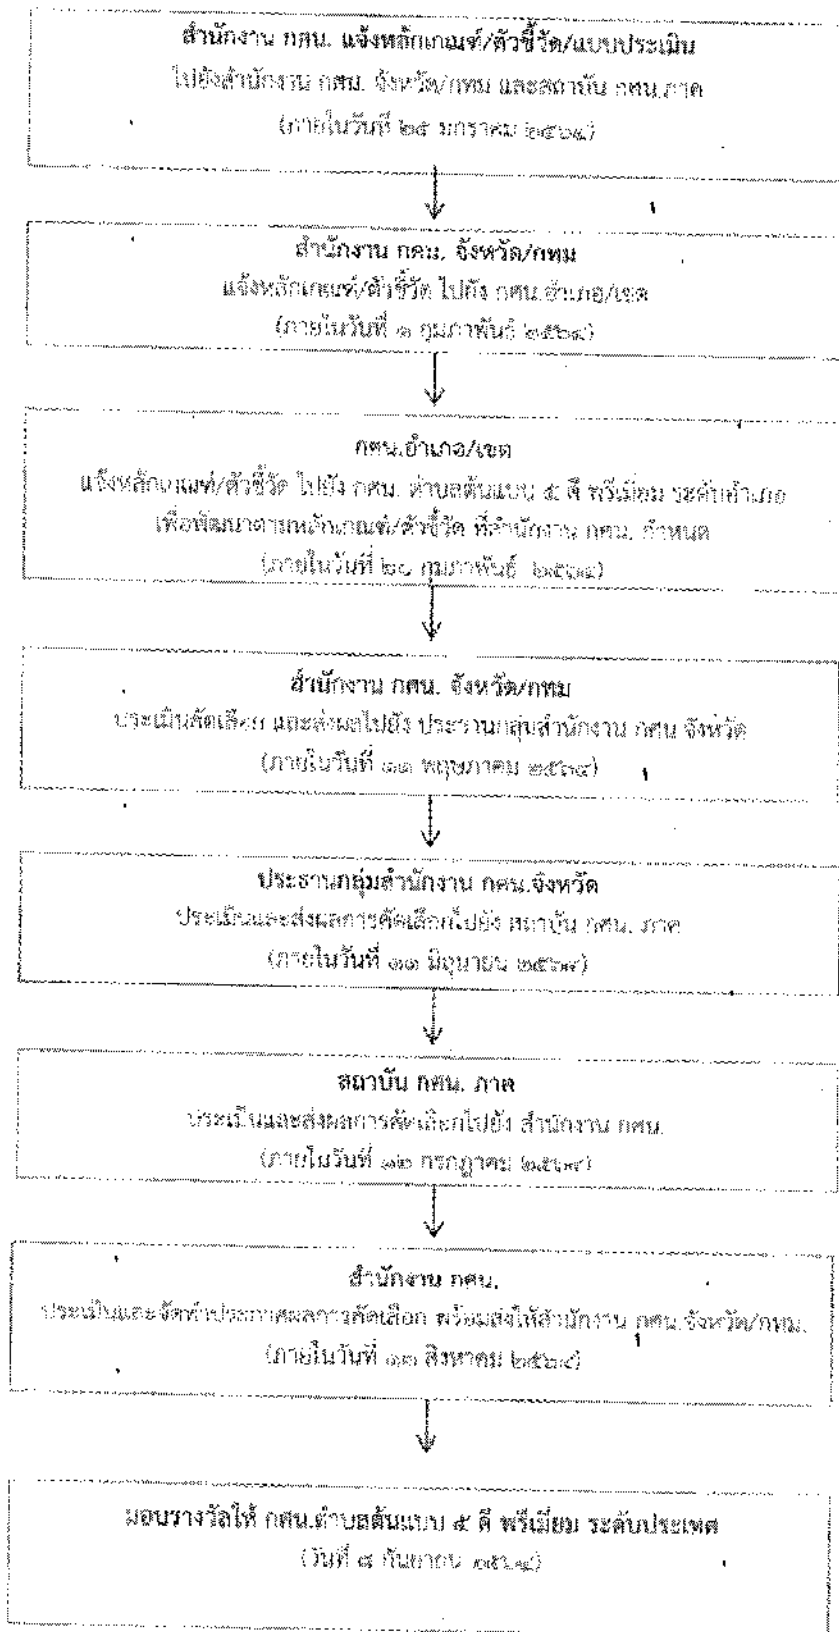 สำนักงาน กศน. แจ้งหลักเกณฑ์/ตัวชี้วัด/แบบประเมิน
ไปยังสำนักงาน กศน. จังหวัด/กทม และสถาบัน กศน.ภาค
(ภายในวันที่ ๒๕ มกราคม ๒๕๖๔)
สำนักงาน กศน. จังหวัด/กทม
แจ้งหลักเกณฑ์/ตัวชี้วัด ไปยัง กศน.อำเภอ/เขต
(ภายในวันที่ ๑ กุมภาพันธ์ ๒๕๖๔)
กศน.อำเภอ/เขต
แจ้งหลักเกณฑ์/ตัวชี้วัด ไปยัง กศน. ตำบลต้นแบบ ๕ ดี พรีเมี่ยม ระดับอำเภอ
เพื่อพัฒนาตามหลักเกณฑ์/ตัวชี้วัด ที่สำนักงาน กศน. กำหนด
(ภายในวันที่ กุมภาพันธ์ ๒๕๖๔)
สำนักงาน กศน. จังหวัด/กทม
ประเมินคัดเลือก และส่งผลไปยัง ประธานกลุ่มสำนักงาน กศน จังหวัด
(ภายในวันที่ ๑๑ พฤษภาคม ๒๕๖๔)
ประธานกลุ่มสำนักงาน กศน.จังหวัด
ประเมินและส่งผลการคัดเลือกไปยัง สถาบัน กศน. ภาค
(ภายในวันที่ ๑๑ มิถุนายน ๒๕๖๔)
สถาบัน กศน. ภาค
ประเมินและส่งผลการคัดเลือกไปยัง สำนักงาน กศน.
(ภายในวันที่ ๑๒ กรกฎาคม ๒๕๖๔)
สำนักงาน กศน.
ประเมินและจัดทำประกาศผลการคัดเลือก พร้อมส่งให้สำนักงาน กศน.จังหวัด/กทม.
(ภายในวันที่ ๑๓ สิงหาคม ๒๕๖๔)
มอบรางวัลให้ กศน.ตำบลต้นแบบ ๕ ดี พรีเมี่ยม ระดับประเทศ
(วันที่ ๘ กันยายน ๒๕๖๔)